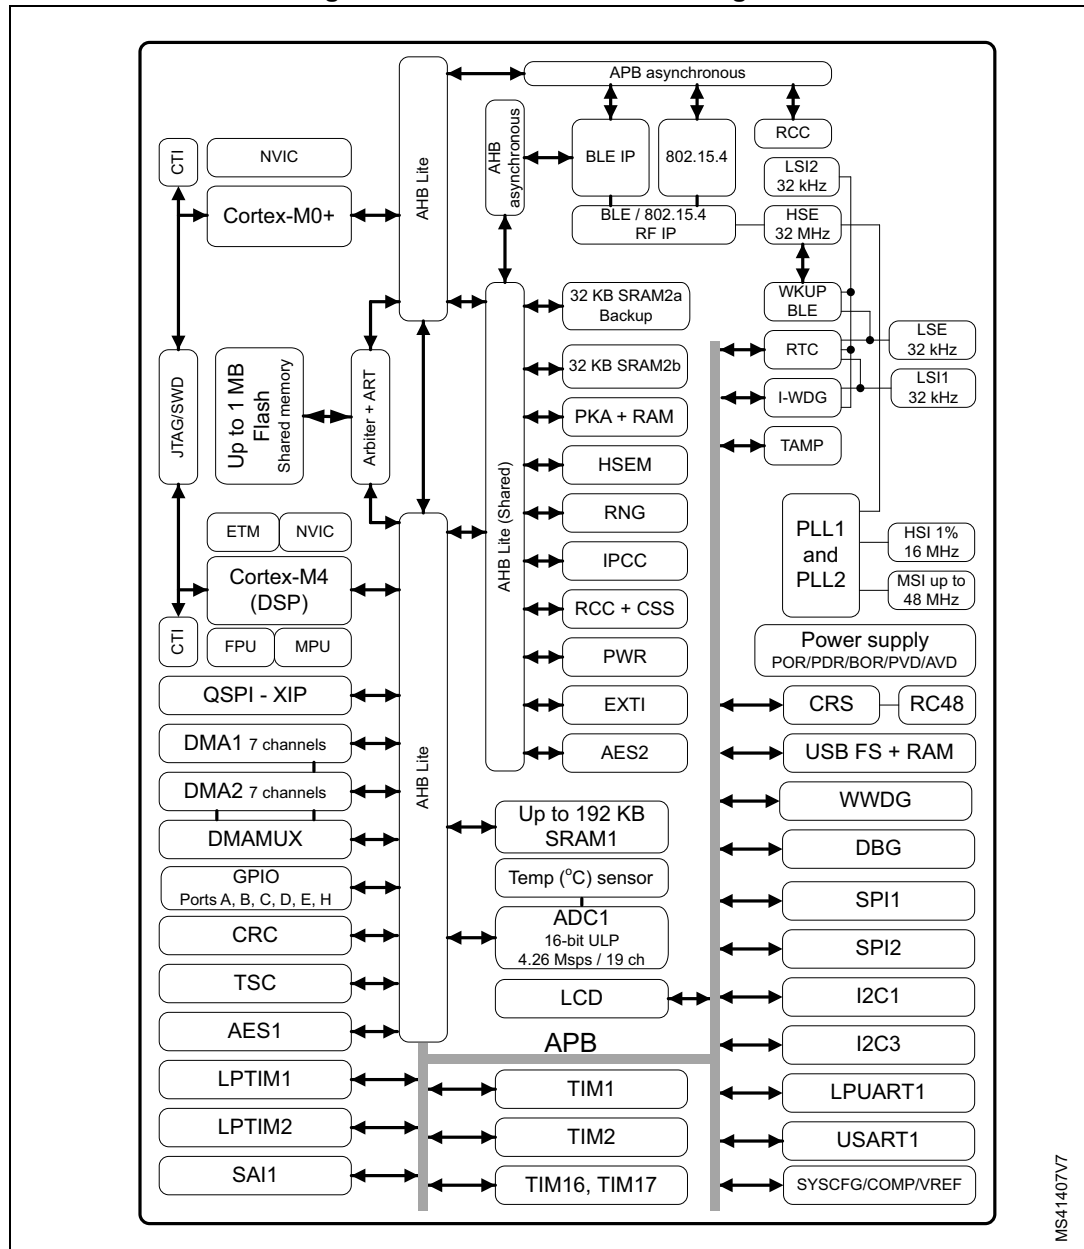 APB asynchronous
CTI
NVIC
AHB Lite
AHB
asynchronous
BLE IP
802.15.4
RCC
LSI2
32 kHz
Cortex-M0+
BLE / 802.15.4
RF IP
HSE
32 MHz
32 KB SRAM2a
Backup
WKUP
BLE
LSE
32 kHz
JTAG/SWD
Up to 1 MB
Flash
Shared memory
Arbiter + ART
AHB Lite (Shared)
32 KB SRAM2b
RTC
LSI1
32 kHz
PKA + RAM
I-WDG
HSEM
TAMP
ETM
NVIC
RNG
PLL1
and
PLL2
HSI 1%
16 MHz
Cortex-M4
(DSP)
IPCC
MSI up to
48 MHz
CTI
FPU
MPU
RCC + CSS
PWR
Power supply
POR/PDR/BOR/PVD/AVD
QSPI - XIP
EXTI
CRS
RC48
DMA1 7 channels
AHB Lite
AES2
USB FS + RAM
DMA2 7 channels
WWDG
DMAMUX
Up to 192 KB
SRAM1
DBG
GPIO
Ports A, B, C, D, E, H
Temp (°C) sensor
SPI1
CRC
ADC1
16-bit ULP
4.26 Msps / 19 ch
SPI2
TSC
LCD
I2C1
AES1
APB
I2C3
LPTIM1
TIM1
LPUART1
LPTIM2
TIM2
USART1
SAI1
TIM16, TIM17
SYSCFG/COMP/VREF
MS41407V7